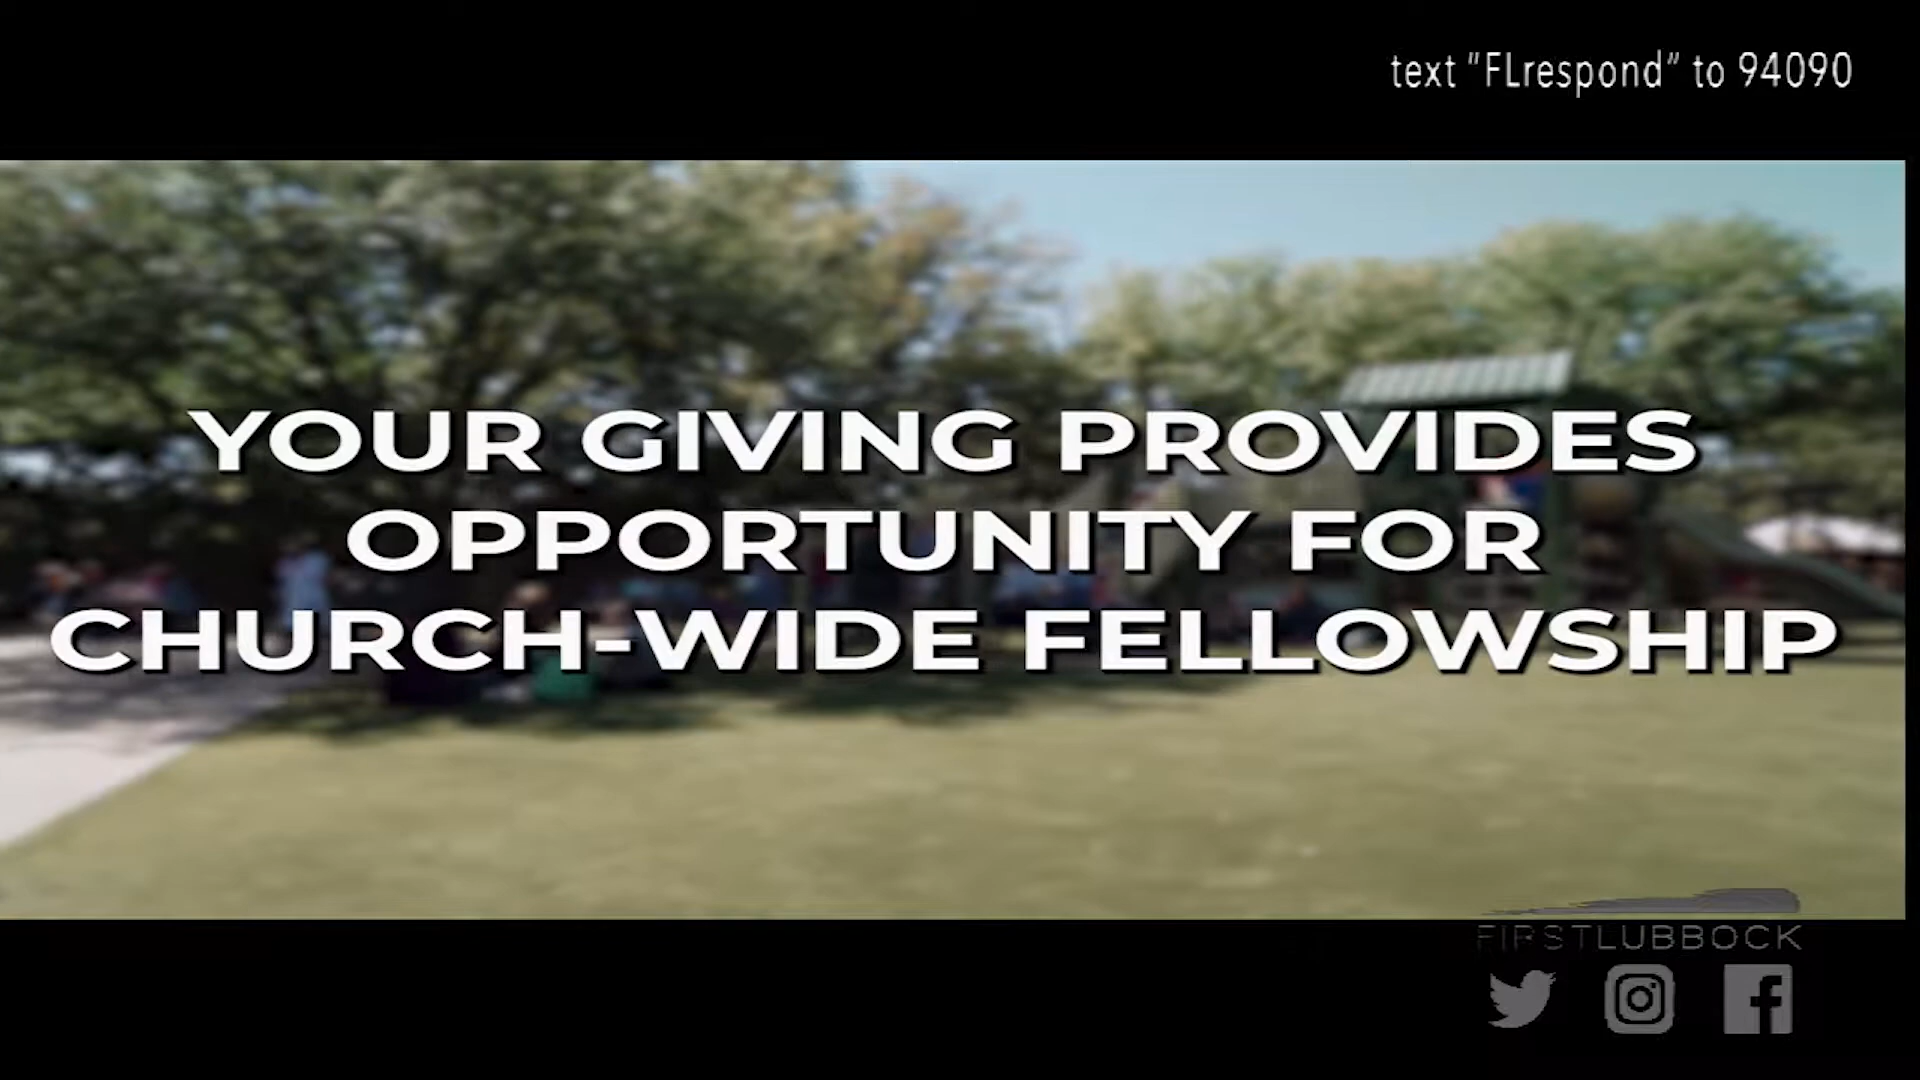 text "FLrespond" to 94090
YOUR GIVING PROVIDES
OPPORTUNITY FOR
CHURCH-WIDE FELLOWSHIP
FIRSTLUBBOCK